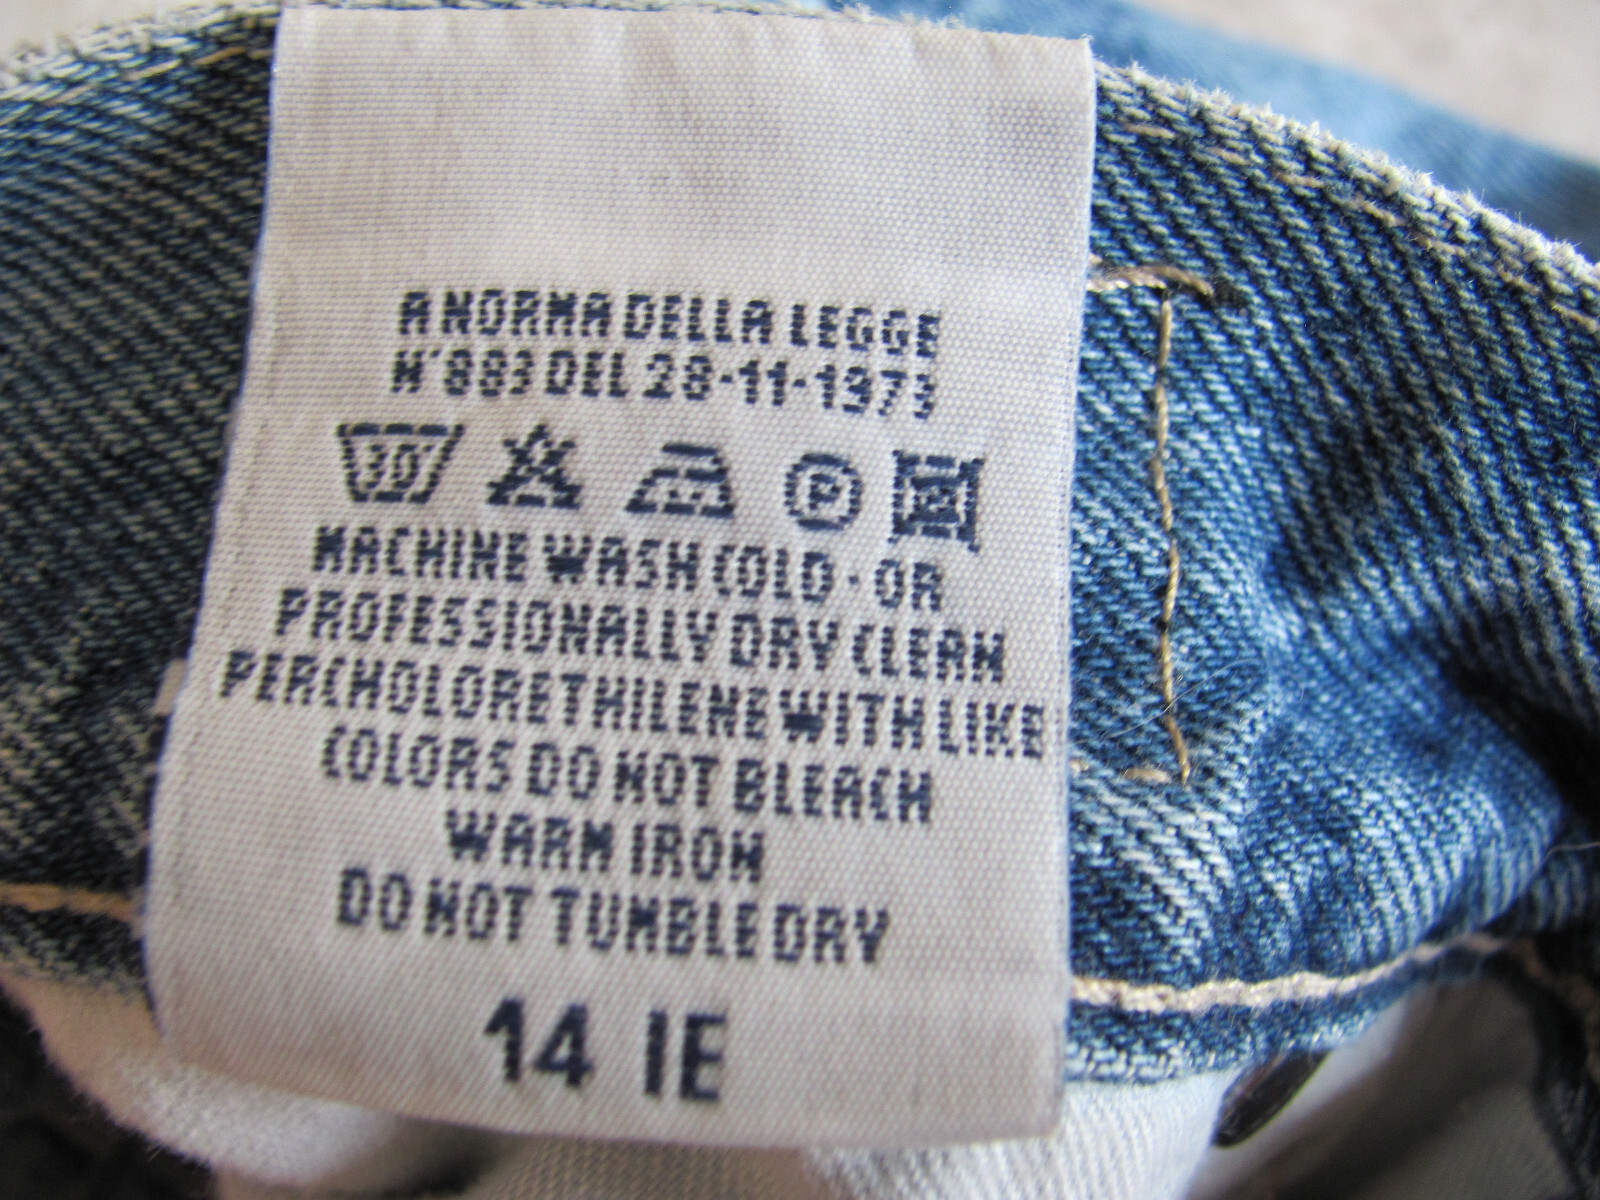 A NORMA DELLA LEGGE
N°883 DEL 28-11-1973
30° P
MACHINE WASH COLD - OR
PROFESSIONALLY DRY CLEAN
PERCHOLORETHILENE WITH LIKE
COLORS DO NOT BLEACH
WARM IRON
DO NOT TUMBLE DRY
14 IE